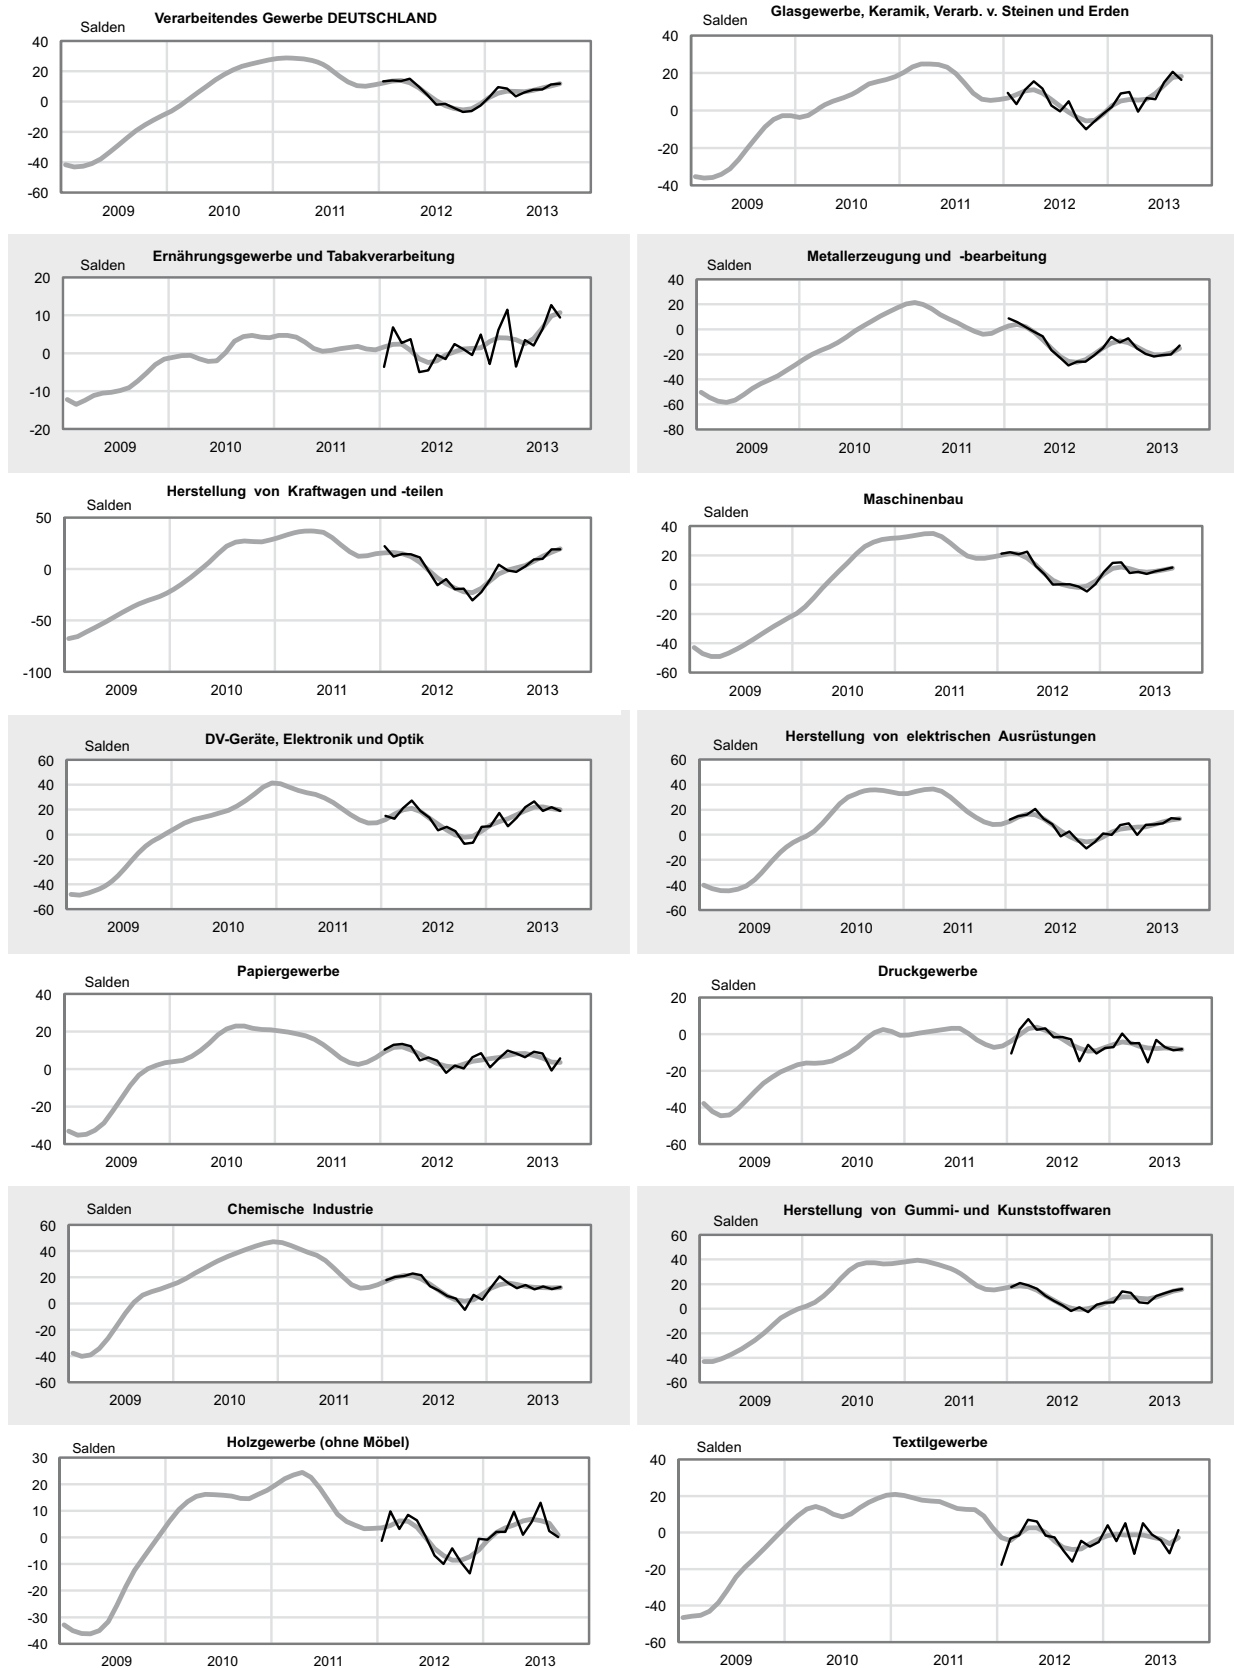 Verarbeitendes Gewerbe DEUTSCHLAND
Salden
40
20
0
-20
-40
-60
2009 2010 2011 2012 2013
Glasgewerbe, Keramik, Verarb. v. Steinen und Erden
Salden
40
20
0
-20
-40
2009 2010 2011 2012 2013
Ernährungsgewerbe und Tabakverarbeitung
Salden
20
10
0
-10
-20
2009 2010 2011 2012 2013
Metallerzeugung und -bearbeitung
Salden
40
20
0
-20
-40
-60
-80
2009 2010 2011 2012 2013
Herstellung von Kraftwagen und -teilen
Salden
50
0
-50
-100
2009 2010 2011 2012 2013
Maschinenbau
Salden
40
20
0
-20
-40
-60
2009 2010 2011 2012 2013
DV-Geräte, Elektronik und Optik
Salden
60
40
20
0
-20
-40
-60
2009 2010 2011 2012 2013
Herstellung von elektrischen Ausrüstungen
Salden
60
40
20
0
-20
-40
-60
2009 2010 2011 2012 2013
Papiergewerbe
Salden
40
20
0
-20
-40
2009 2010 2011 2012 2013
Druckgewerbe
Salden
20
0
-20
-40
-60
2009 2010 2011 2012 2013
Chemische Industrie
Salden
60
40
20
0
-20
-40
-60
2009 2010 2011 2012 2013
Herstellung von Gummi- und Kunststoffwaren
Salden
60
40
20
0
-20
-40
-60
2009 2010 2011 2012 2013
Holzgewerbe (ohne Möbel)
Salden
30
20
10
0
-10
-20
-30
-40
2009 2010 2011 2012 2013
Textilgewerbe
Salden
40
20
0
-20
-40
-60
2009 2010 2011 2012 2013